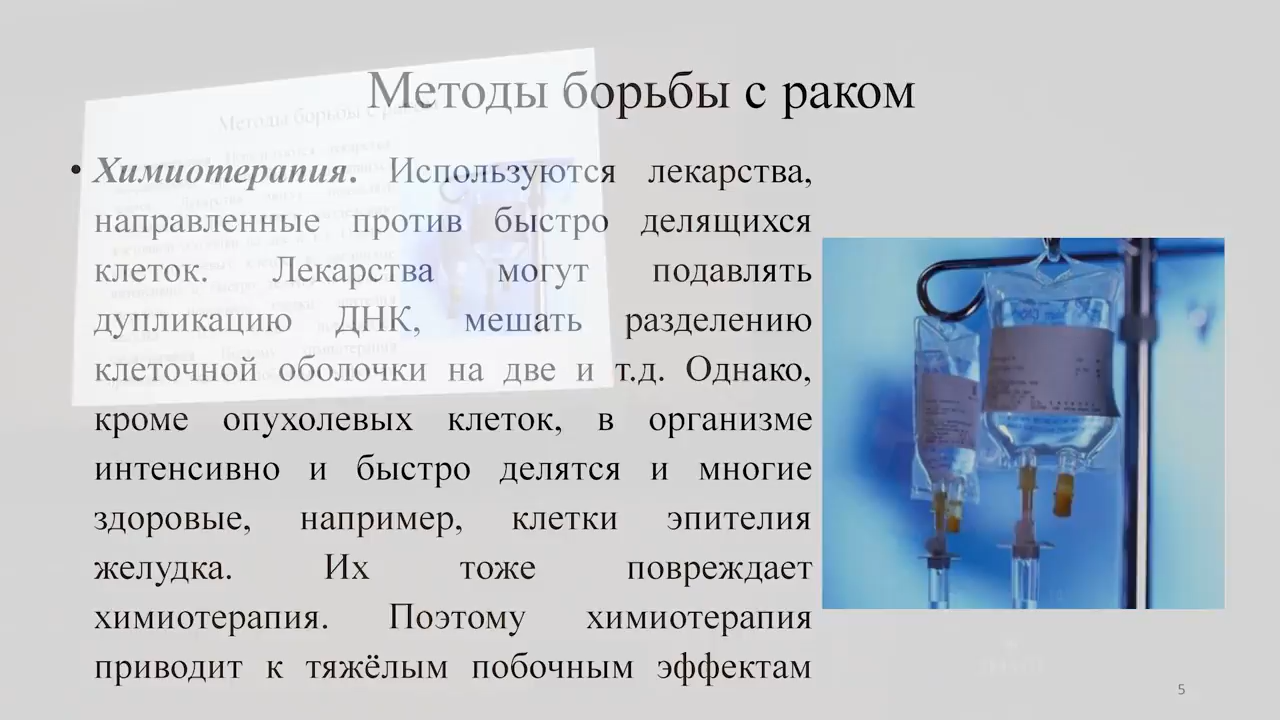 Методы борьбы с раком
• Химиотерапия. Используются лекарства,
направленные против быстро делящихся
клеток. Лекарства могут подавлять
дупликацию ДНК, мешать разделению
клеточной оболочки на две и т.д. Однако,
кроме опухолевых клеток, в организме
интенсивно и быстро делятся и многие
здоровые, например, клетки эпителия
желудка. Их тоже повреждает
химиотерапия. Поэтому химиотерапия
приводит к тяжёлым побочным эффектам
5